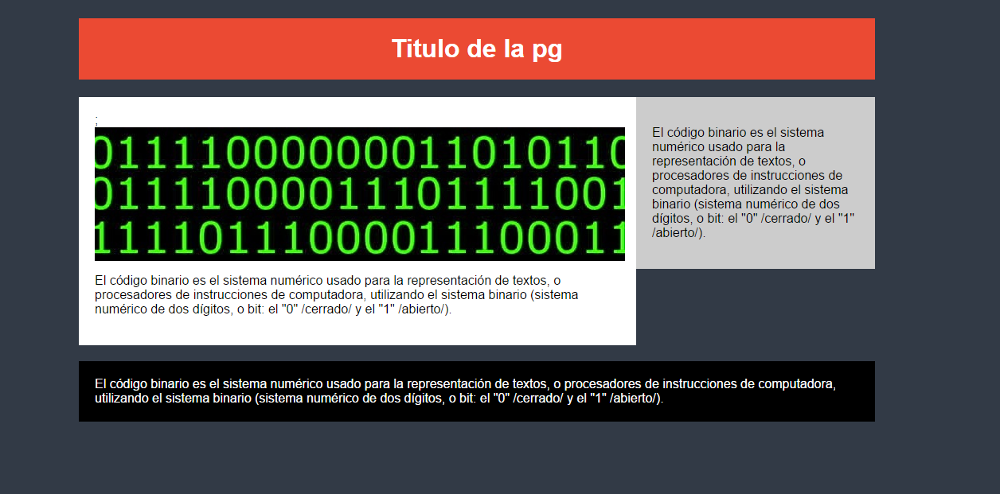 Titulo de la pg
;
011110000000110101110
011110000111011111001
11110111000011100011
El código binario es el sistema numérico usado para la representación de textos, o
procesadores de instrucciones de computadora, utilizando el sistema binario (sistema
numérico de dos dígitos, o bit: el "0" /cerrado/ y el "1" /abierto/).
El código binario es el sistema
numérico usado para la
representación de textos, o
procesadores de instrucciones de
computadora, utilizando el sistema
binario (sistema numérico de dos
dígitos, o bit: el "0" /cerrado/ y el "1"
/abierto/).
El código binario es el sistema numérico usado para la representación de textos, o procesadores de instrucciones de computadora,
utilizando el sistema binario (sistema numérico de dos dígitos, o bit: el "0" /cerrado/ y el "1" /abierto/).